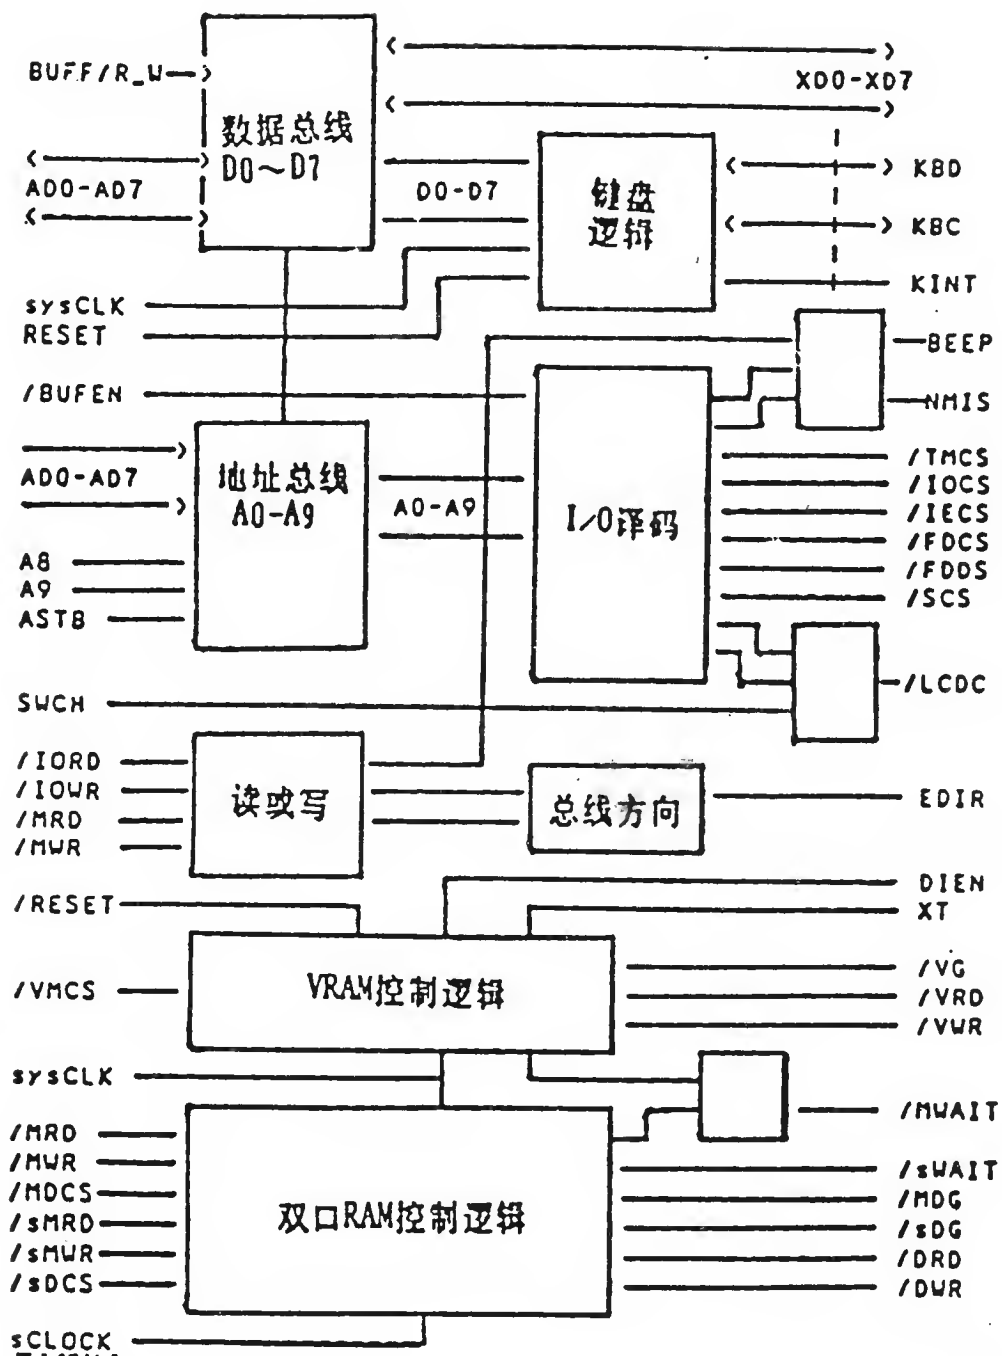 BUFF/R_W
XD0-XD7
数据总线
D0～D7
AD0-AD7
D0-D7
键盘
逻辑
KBD
KBC
KINT
sysCLK
RESET
BEEP
/BUFEN
NMIS
AD0-AD7
地址总线
A0-A9
A0-A9
I/O译码
/TMCS
/IOCS
/IECS
/FDCS
/FDDS
/SCS
A8
A9
ASTB
SWCH
/LCDC
/IORD
/IOWR
/MRD
/MWR
读或写
总线方向
EDIR
/RESET
DIEN
XT
/VMCS
VRAM控制逻辑
/VG
/VRD
/VWR
sysCLK
/MWAIT
/MRD
/MWR
/MDCS
/sMRD
/sMWR
/sDCS
双口RAM控制逻辑
/sWAIT
/MDG
/sDG
/DRD
/DWR
sCLOCK